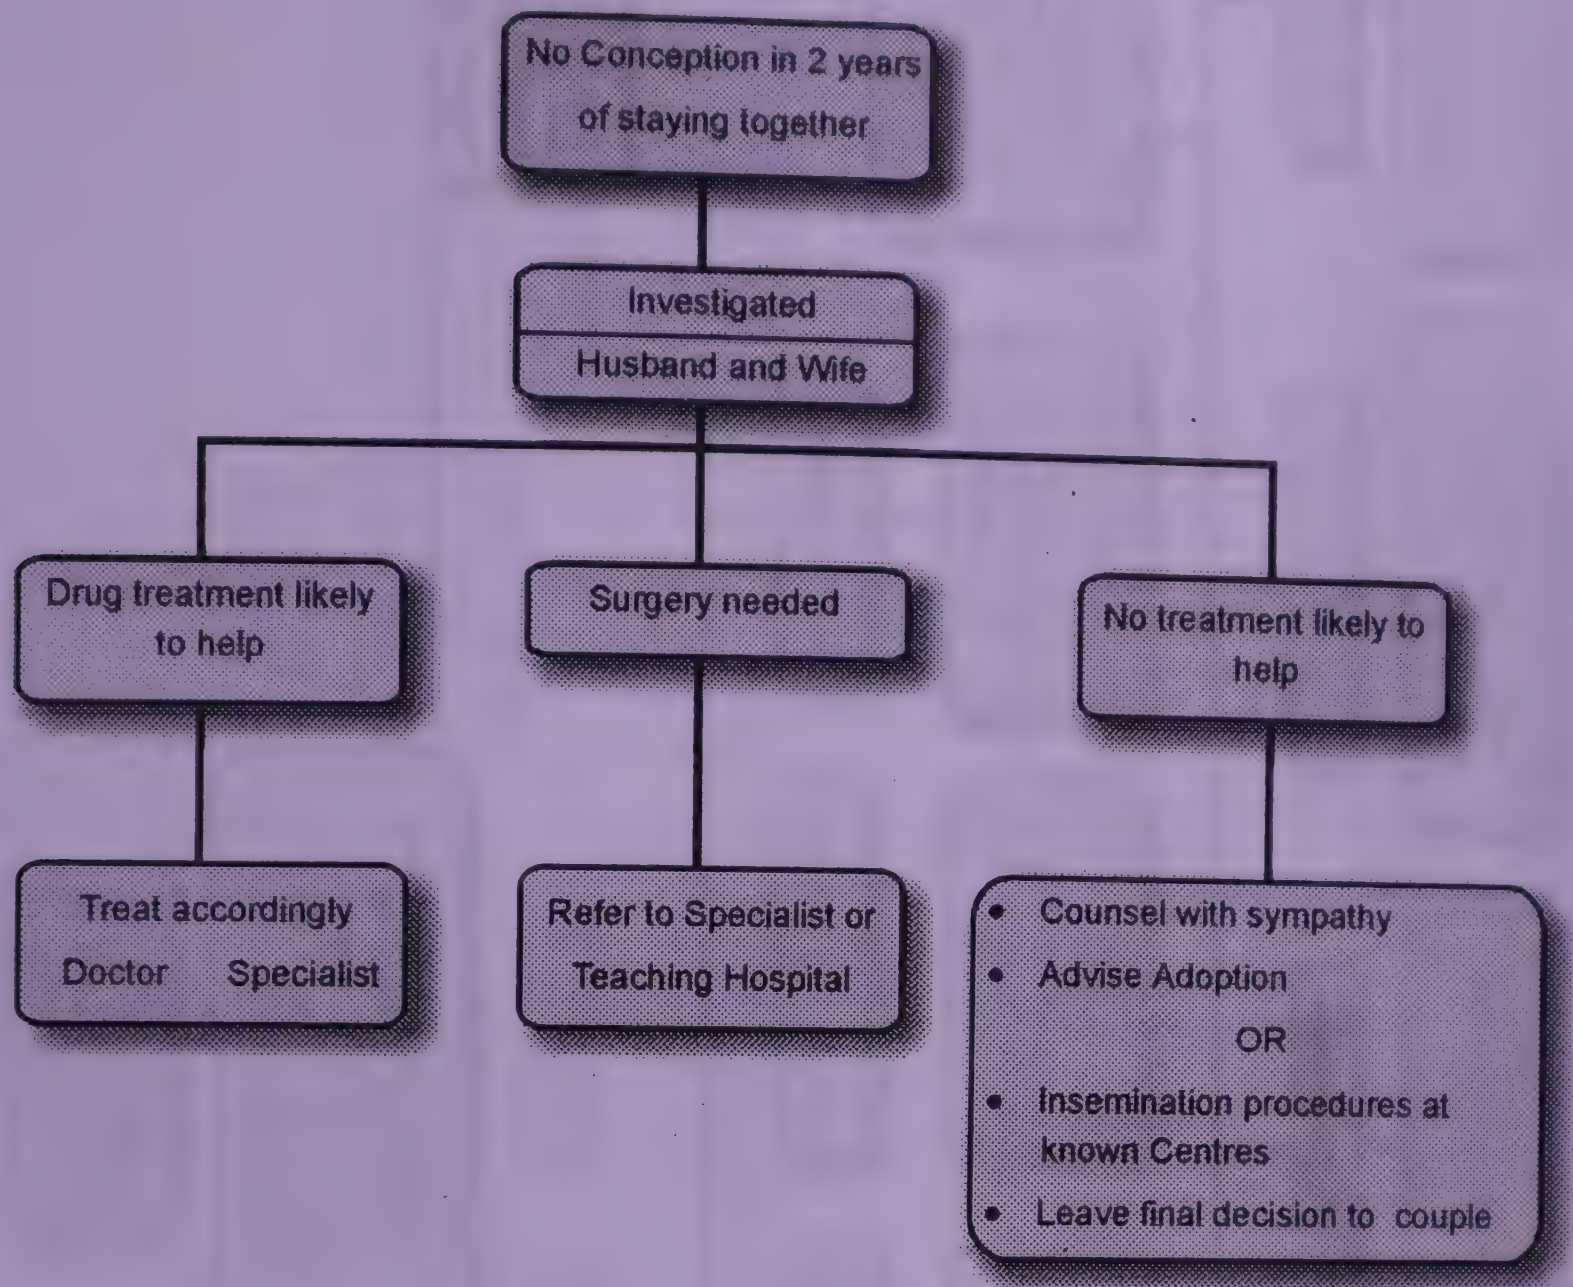 No Conception in 2 years
of staying together
Investigated
Husband and Wife
Drug treatment likely
to help
Surgery needed
No treatment likely to
help
Treat accordingly
Doctor Specialist
Refer to Specialist or
Teaching Hospital
• Counsel with sympathy
• Advise Adoption
OR
• Insemination procedures at
known Centres
• Leave final decision to couple